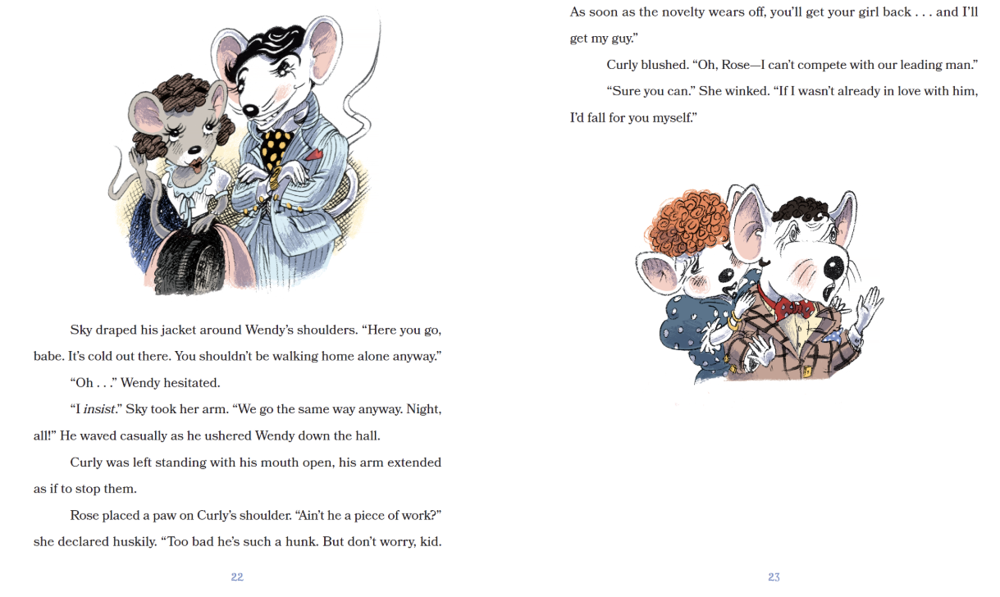 Sky draped his jacket around Wendy’s shoulders. “Here you go,
babe. It’s cold out there. You shouldn’t be walking home alone anyway.”
“Oh . . .” Wendy hesitated.
“I insist.” Sky took her arm. “We go the same way anyway. Night,
all!” He waved casually as he ushered Wendy down the hall.
Curly was left standing with his mouth open, his arm extended
as if to stop them.
Rose placed a paw on Curly’s shoulder. “Ain’t he a piece of work?”
she declared huskily. “Too bad he’s such a hunk. But don’t worry, kid.
22
As soon as the novelty wears off, you’ll get your girl back . . . and I’ll
get my guy.”
Curly blushed. “Oh, Rose—I can’t compete with our leading man.”
“Sure you can.” She winked. “If I wasn’t already in love with him,
I’d fall for you myself.”
23